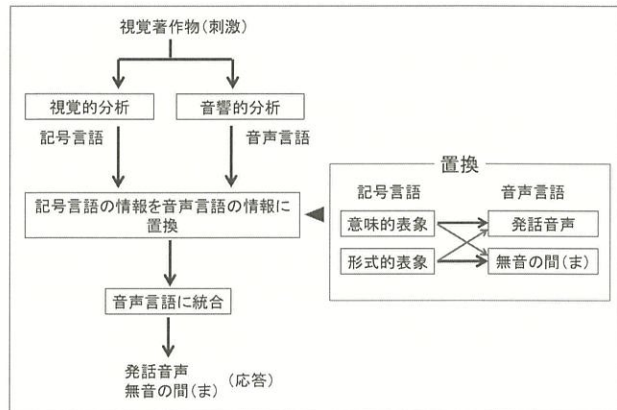 視覚著作物(刺激)
視覚的分析
音響的分析
記号言語
音声言語
記号言語の情報を音声言語の情報に
置換
音声言語に統合
発話音声
無音の間(ま)
(応答)
置換
記号言語
音声言語
意味的表象
発話音声
形式的表象
無音の間(ま)